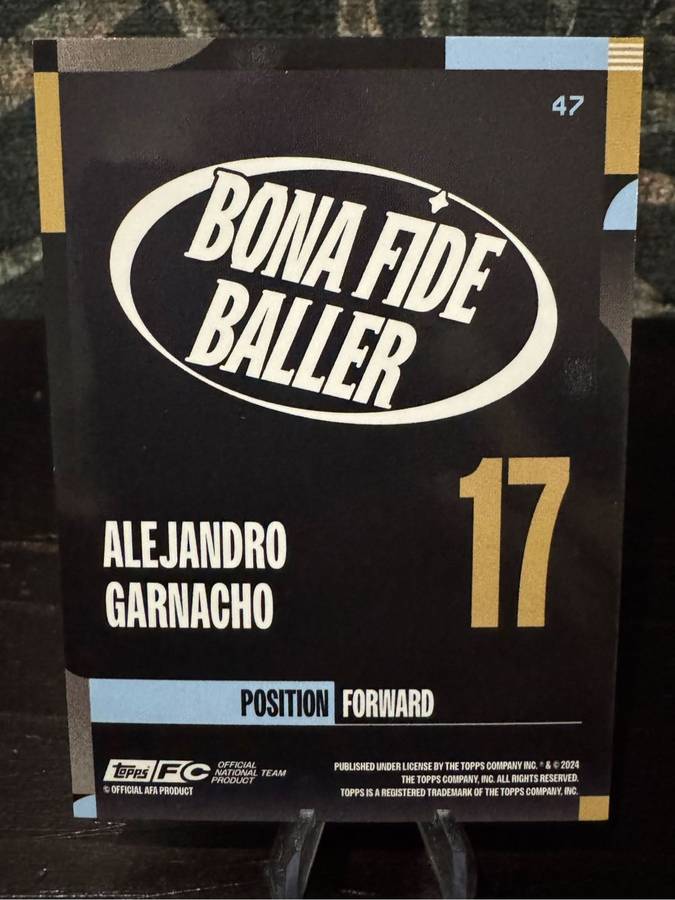 47
BONA FIDE
BALLER
17
ALEJANDRO
GARNACHO
POSITION FORWARD
topps FC OFFICIAL
NATIONAL TEAM
PRODUCT
© OFFICIAL AFA PRODUCT
PUBLISHED UNDER LICENSE BY THE TOPPS COMPANY INC. ® & © 2024
THE TOPPS COMPANY, INC. ALL RIGHTS RESERVED.
TOPPS IS A REGISTERED TRADEMARK OF THE TOPPS COMPANY, INC.